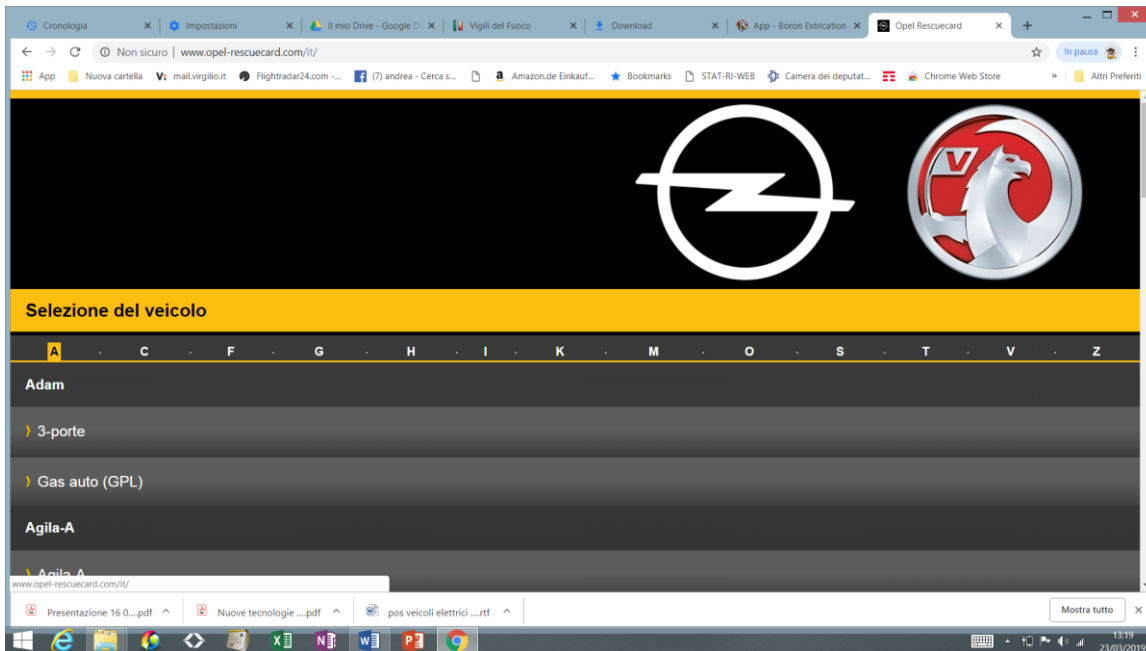 Cronologia
Impostazioni
Il mio Drive - Google D
Vigili del Fuoco
Download
App - Boron Extrication
Opel Rescuecard
Non sicuro | www.opel-rescuecard.com/it/
In pausa
App
Nuova cartella
mail.virgilio.it
Flightradar24.com -...
(7) andrea - Cerca s...
Amazon.de Einkauf...
Bookmarks
STAT-RI-WEB
Camera dei deputat...
Chrome Web Store
»
Altri Preferiti
V
Selezione del veicolo
A . C . F . G . H . I . K . M . O . S . T . V . Z
Adam
3-porte
Gas auto (GPL)
Agila-A
Agila-A
www.opel-rescuecard.com/it/
Presentazione 16 0....pdf
Nuove tecnologie ....pdf
pos veicoli elettrici ....rtf
Mostra tutto
13:19
23/03/2019